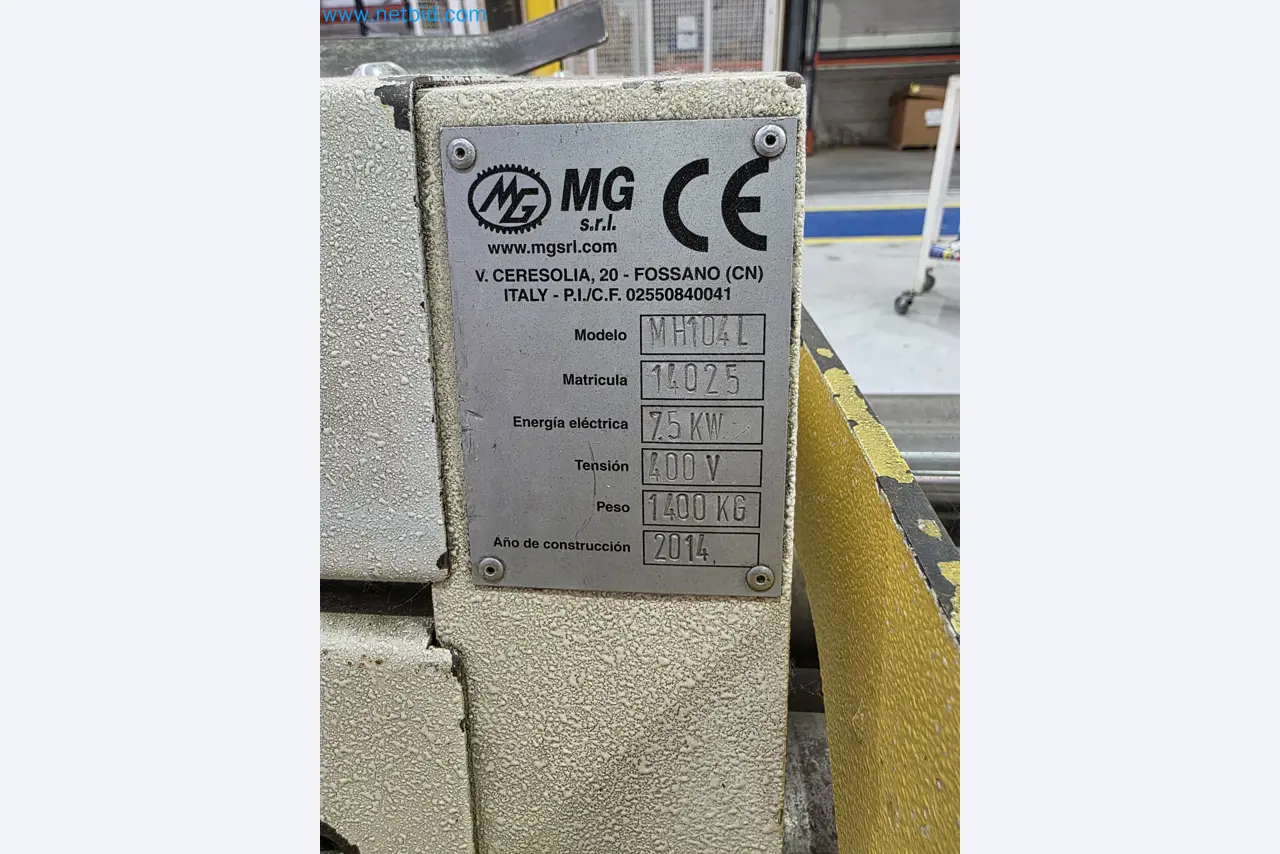 www.netbid.com
MG MG
s.r.l.
CE
www.mgsrl.com
V. CERESOLIA, 20 - FOSSANO (CN)
ITALY - P.I./C.F. 02550840041
Modelo MH104L
Matricula 14025
Energía eléctrica 7.5 KW
Tensión 400 V
Peso 1400 KG
Año de construcción 2014.